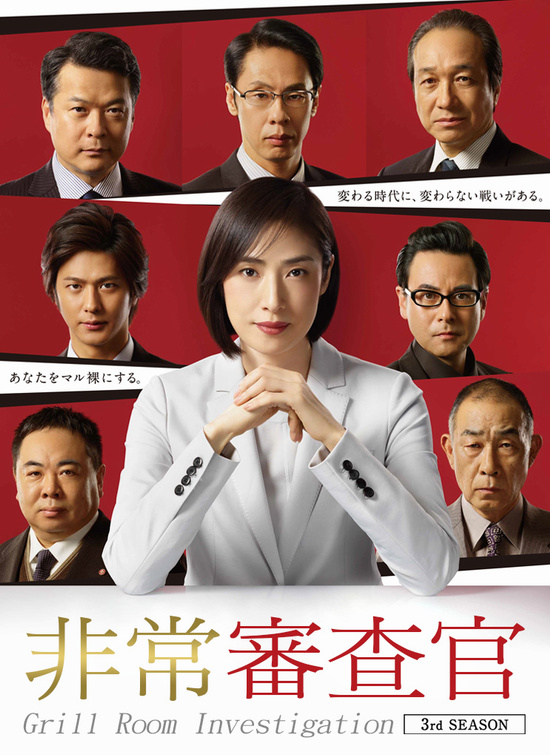 変わる時代に、変わらない戦いがある。
あなたをマル裸にする。
非常審査官
Grill Room Investigation 3rd SEASON